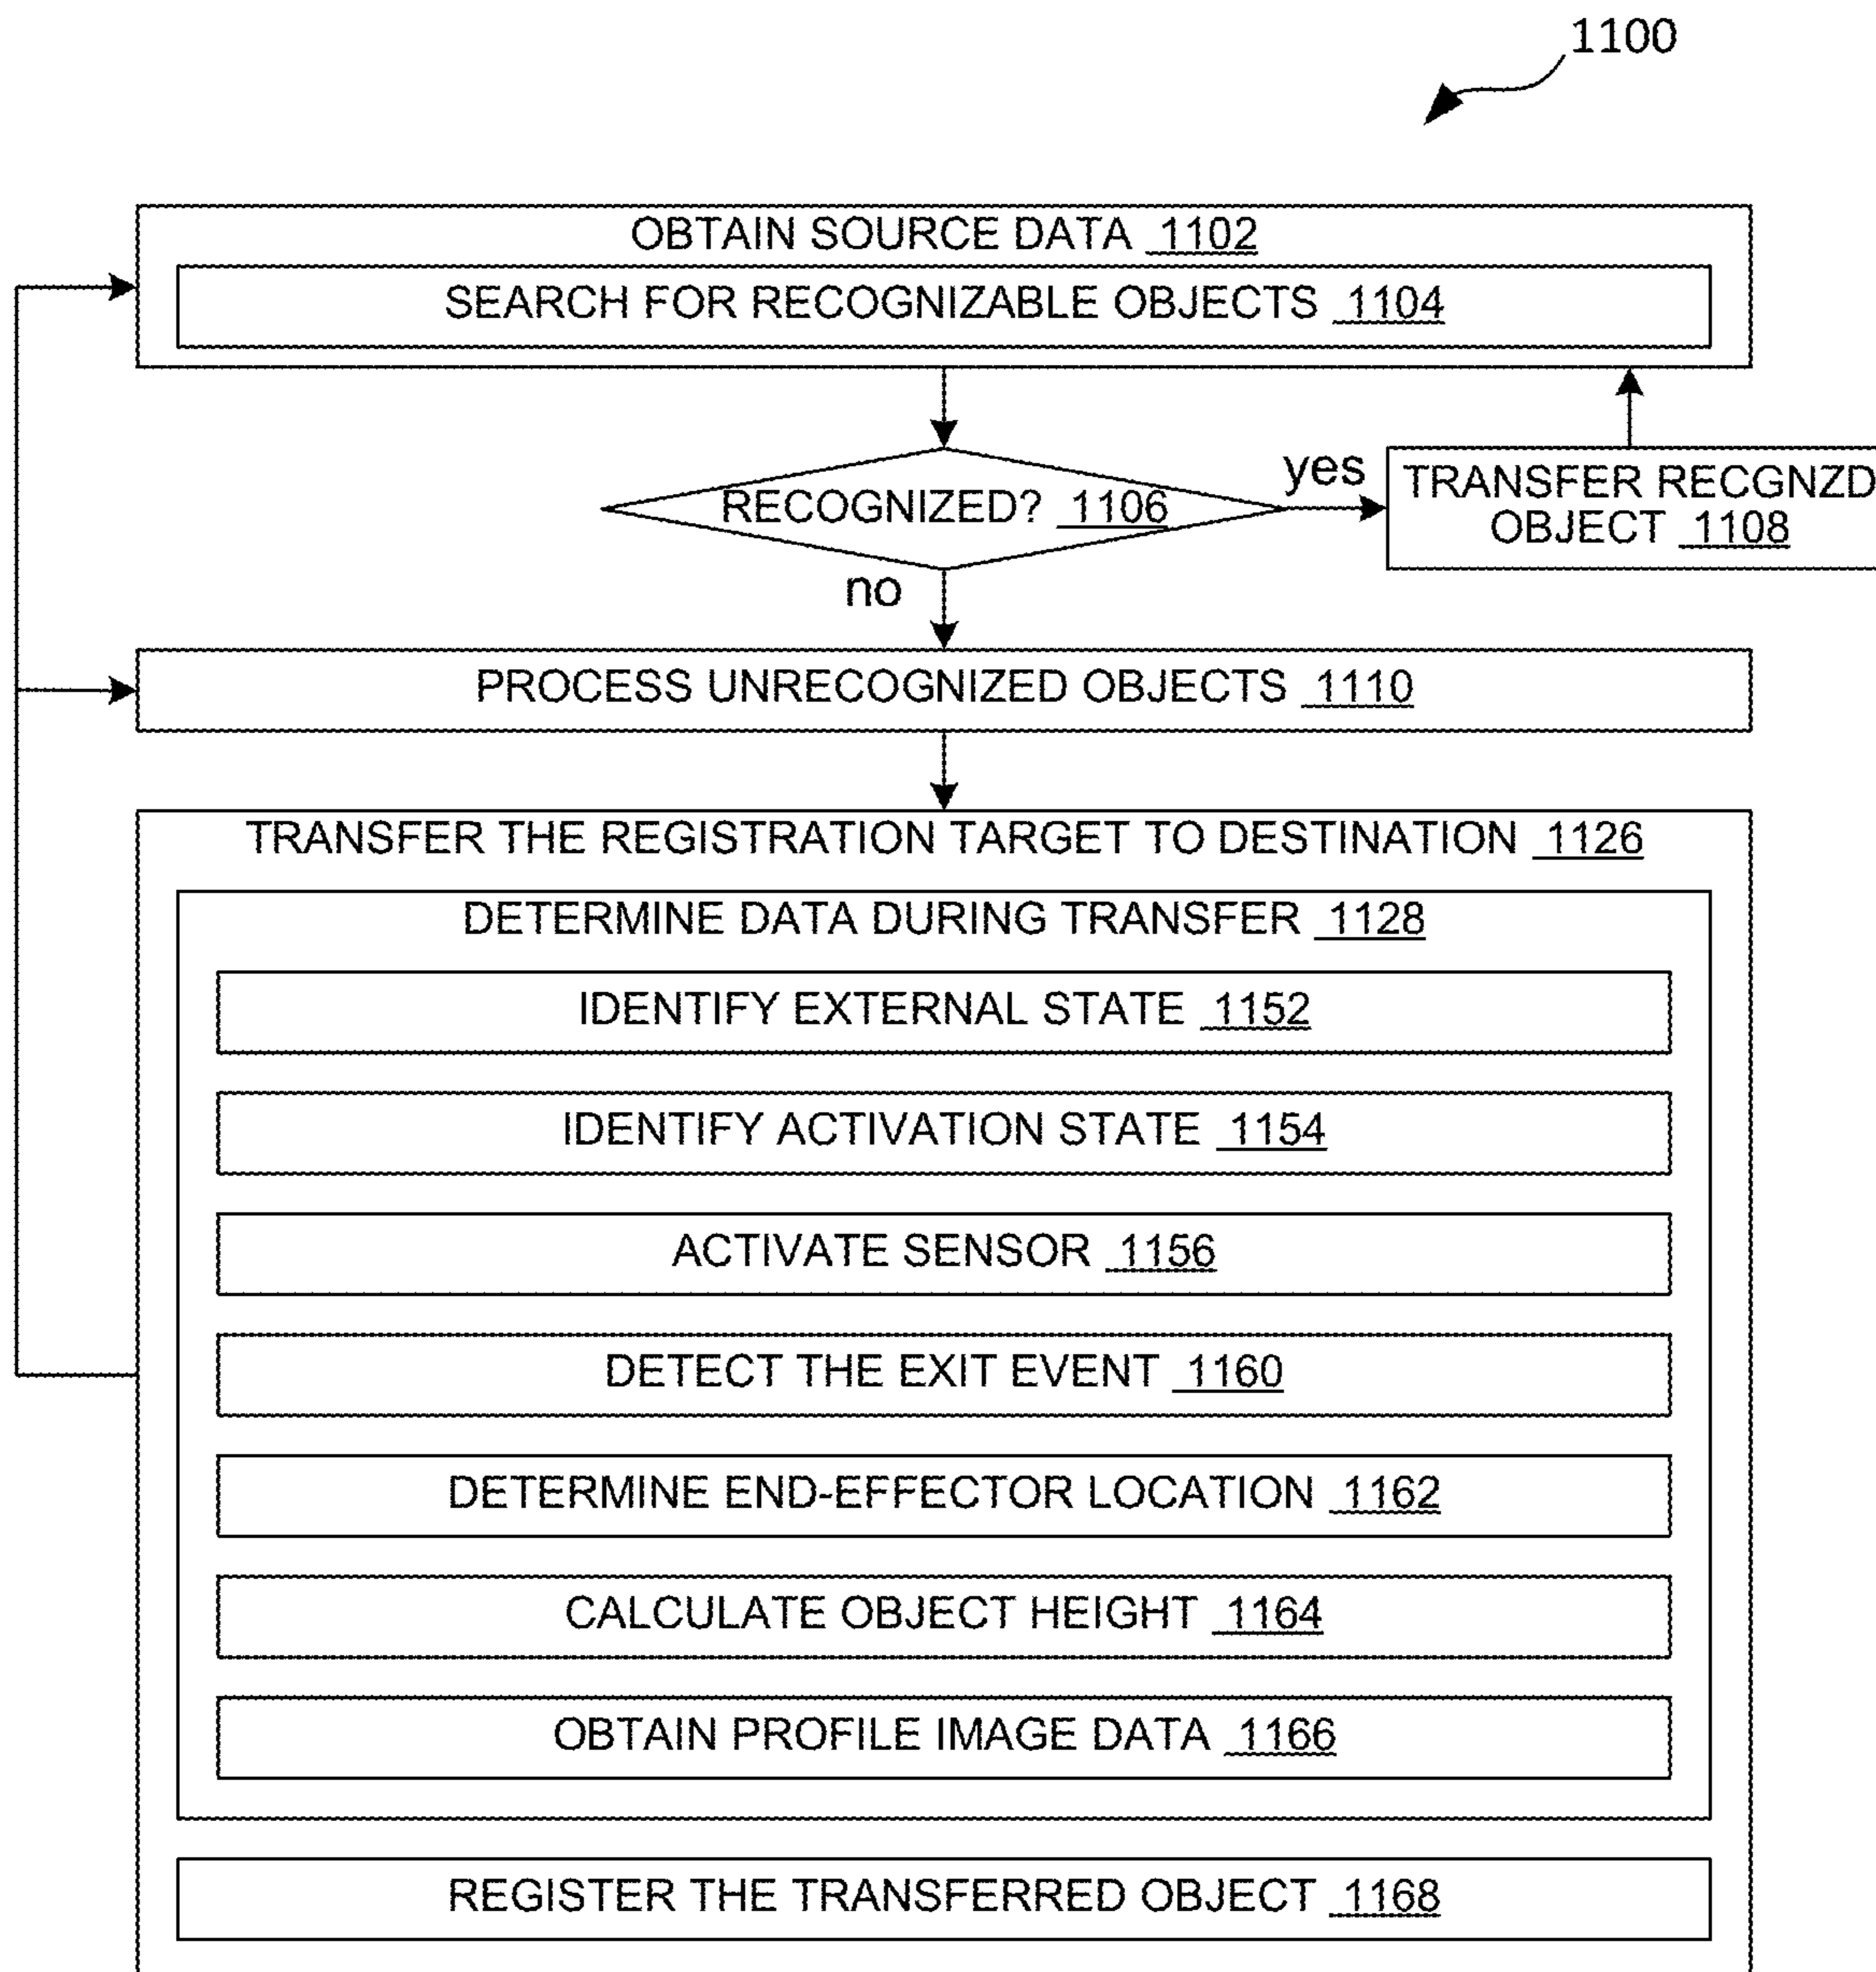 1100
OBTAIN SOURCE DATA 1102
SEARCH FOR RECOGNIZABLE OBJECTS 1104
RECOGNIZED? 1106
yes
TRANSFER RECGNZD
OBJECT 1108
no
PROCESS UNRECOGNIZED OBJECTS 1110
TRANSFER THE REGISTRATION TARGET TO DESTINATION 1126
DETERMINE DATA DURING TRANSFER 1128
IDENTIFY EXTERNAL STATE 1152
IDENTIFY ACTIVATION STATE 1154
ACTIVATE SENSOR 1156
DETECT THE EXIT EVENT 1160
DETERMINE END-EFFECTOR LOCATION 1162
CALCULATE OBJECT HEIGHT 1164
OBTAIN PROFILE IMAGE DATA 1166
REGISTER THE TRANSFERRED OBJECT 1168